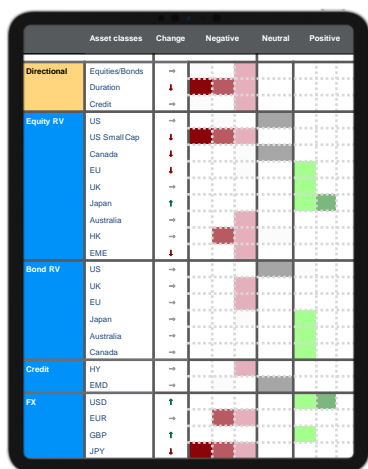 Asset classes Change Negative Neutral Positive
Directional Equities/Bonds →
Duration ↓
Credit →
Equity RV US →
US Small Cap ↓
Canada ↓
EU ↓
UK →
Japan ↑
Australia →
HK →
EME ↓
Bond RV US →
UK →
EU →
Japan →
Australia →
Canada →
Credit HY →
EMD →
FX USD ↑
EUR →
GBP ↑
JPY ↓